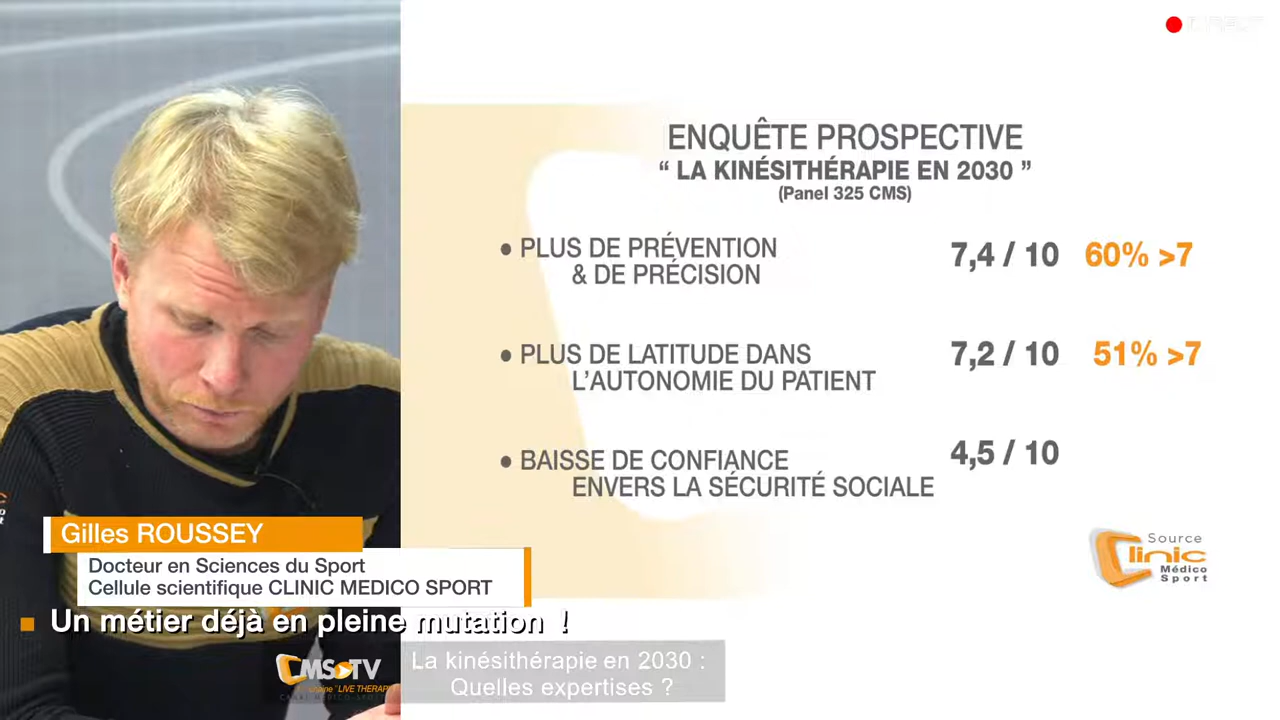 ENQUÊTE PROSPECTIVE
“ LA KINÉSITHÉRAPIE EN 2030 ”
(Panel 325 CMS)
• PLUS DE PRÉVENTION
& DE PRÉCISION
7,4 / 10 60% >7
• PLUS DE LATITUDE DANS
L’AUTONOMIE DU PATIENT
7,2 / 10 51% >7
• BAISSE DE CONFIANCE
ENVERS LA SÉCURITÉ SOCIALE
4,5 / 10
Source
Clinic
Médico
Sport
Gilles ROUSSEY
Docteur en Sciences du Sport
Cellule scientifique CLINIC MEDICO SPORT
Un métier déjà en pleine mutation !
CMS TV
"LIVE THERAPY
La kinésithérapie en 2030 :
Quelles expertises ?